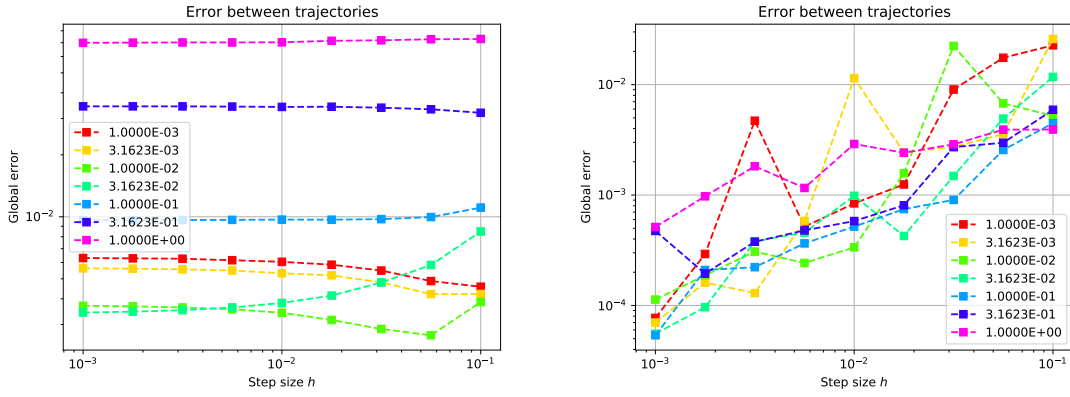 Error between trajectories
Global error
10⁻²
1.0000E-03
3.1623E-03
1.0000E-02
3.1623E-02
1.0000E-01
3.1623E-01
1.0000E+00
10⁻³
10⁻²
10⁻¹
Step size h
Error between trajectories
Global error
10⁻²
10⁻³
10⁻⁴
1.0000E-03
3.1623E-03
1.0000E-02
3.1623E-02
1.0000E-01
3.1623E-01
1.0000E+00
10⁻³
10⁻²
10⁻¹
Step size h